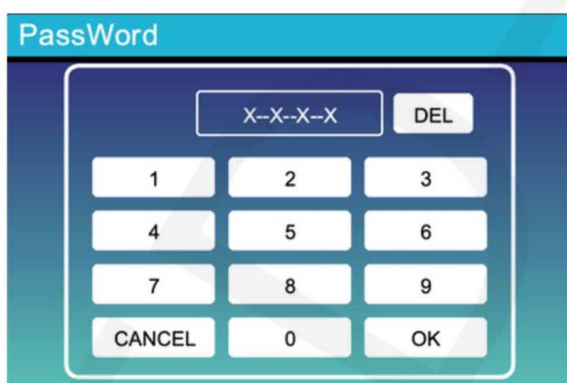 PassWord
X--X--X--X DEL
1 2 3
4 5 6
7 8 9
CANCEL 0 OK